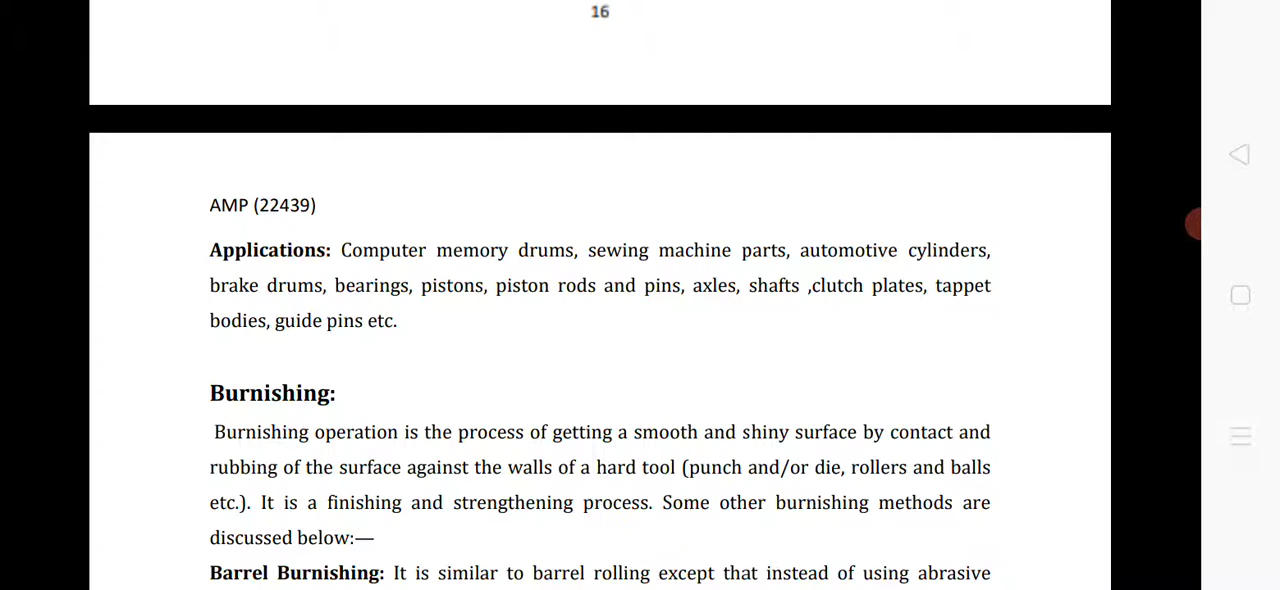 16
AMP (22439)
Applications: Computer memory drums, sewing machine parts, automotive cylinders,
brake drums, bearings, pistons, piston rods and pins, axles, shafts ,clutch plates, tappet
bodies, guide pins etc.
Burnishing:
Burnishing operation is the process of getting a smooth and shiny surface by contact and
rubbing of the surface against the walls of a hard tool (punch and/or die, rollers and balls
etc.). It is a finishing and strengthening process. Some other burnishing methods are
discussed below:—
Barrel Burnishing: It is similar to barrel rolling except that instead of using abrasive